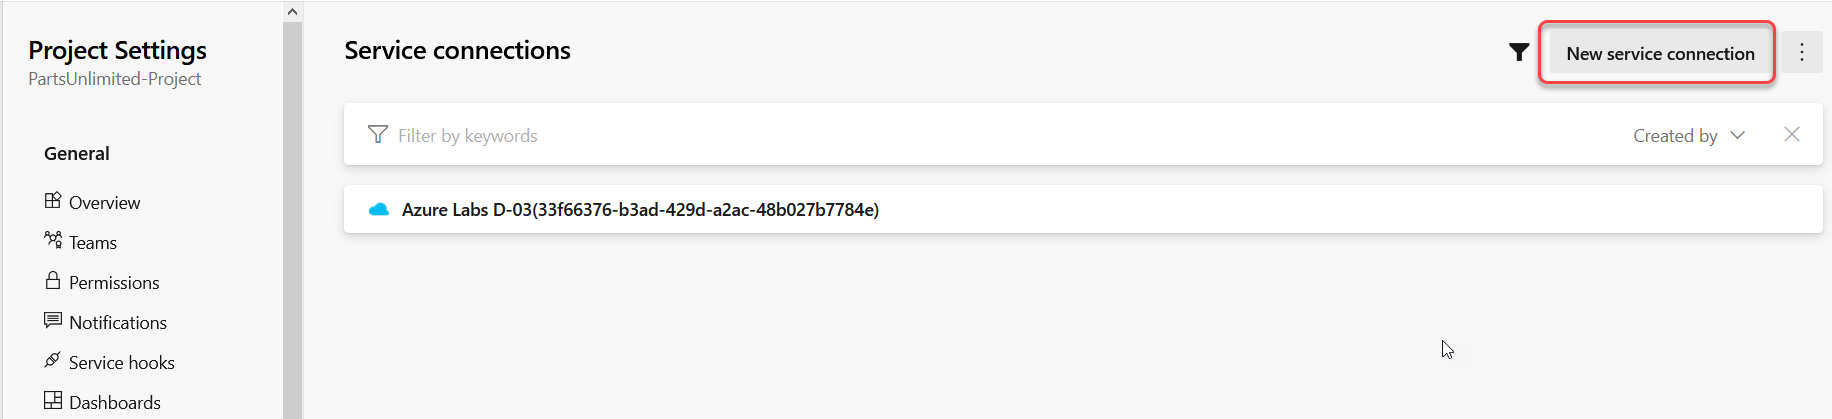 Project Settings
PartsUnlimited-Project
General
Overview
Teams
Permissions
Notifications
Service hooks
Dashboards
Service connections
New service connection
Filter by keywords
Created by
Azure Labs D-03(33f66376-b3ad-429d-a2ac-48b027b7784e)